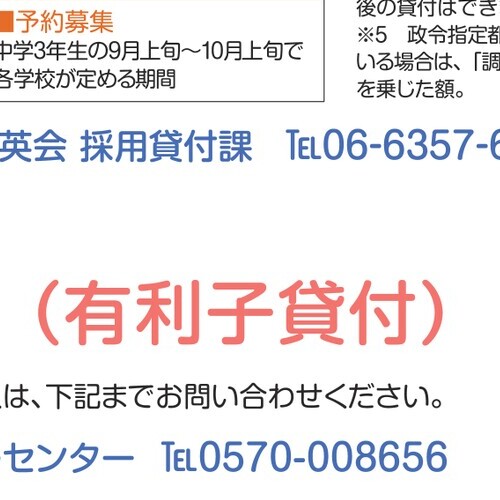 ■予約募集
中学3年生の9月上旬～10月上旬で
各学校が定める期間
後の貸付はでき
※5 政令指定都
いる場合は、「調
を乗じた額。
英会 採用貸付課 TEL06-6357-6
（有利子貸付）
は、下記までお問い合わせください。
センター TEL0570-008656